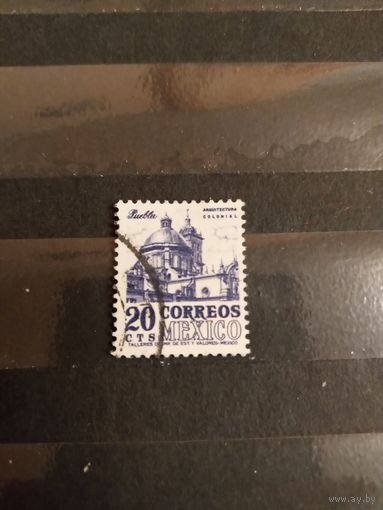 Puebla
ARQUITECTURA
COLONIAL
20 CORREOS
CTS MEXICO
TALLERES DE IMP. DE EST. Y VALORES-MEXICO
www.ay.by